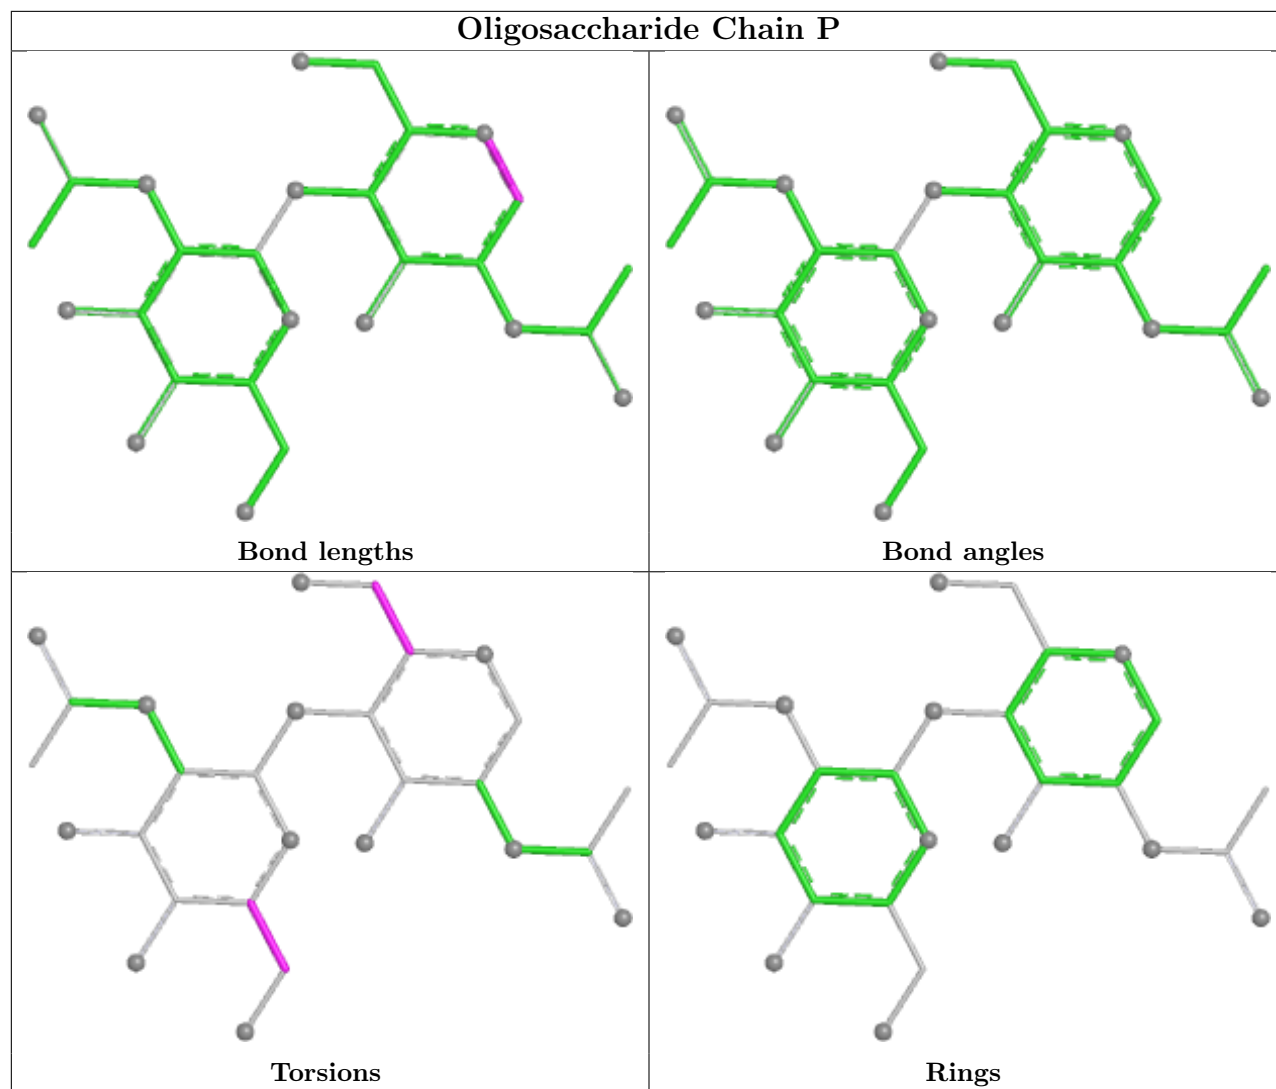 Oligosaccharide Chain P
Bond lengths
Bond angles
Torsions
Rings